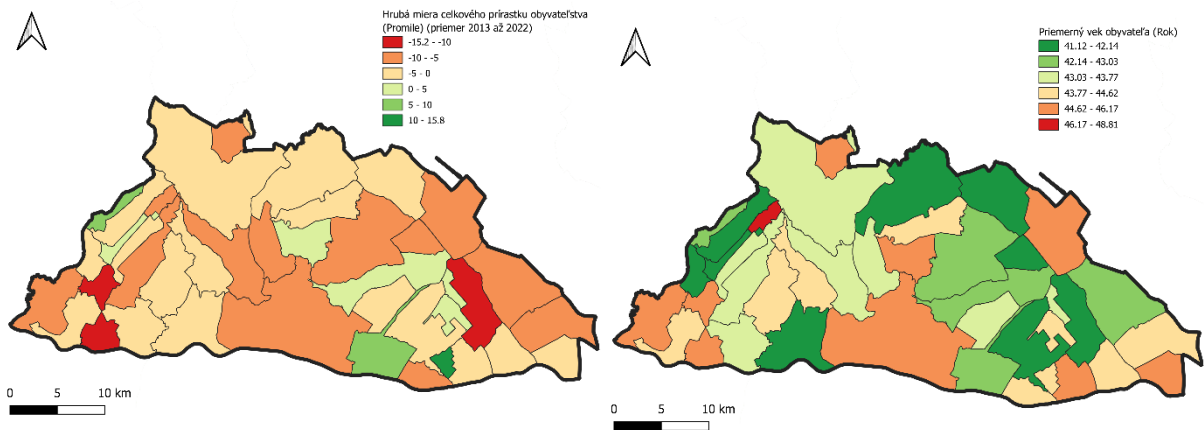 Hrubá miera celkového prírastku obyvateľstva
(Promile) (priemer 2013 až 2022)
-15.2 - -10
-10 - -5
-5 - 0
0 - 5
5 - 10
10 - 15.8
0 5 10 km
Priemerný vek obyvateľa (Rok)
41.12 - 42.14
42.14 - 43.03
43.03 - 43.77
43.77 - 44.62
44.62 - 46.17
46.17 - 48.81
0 5 10 km